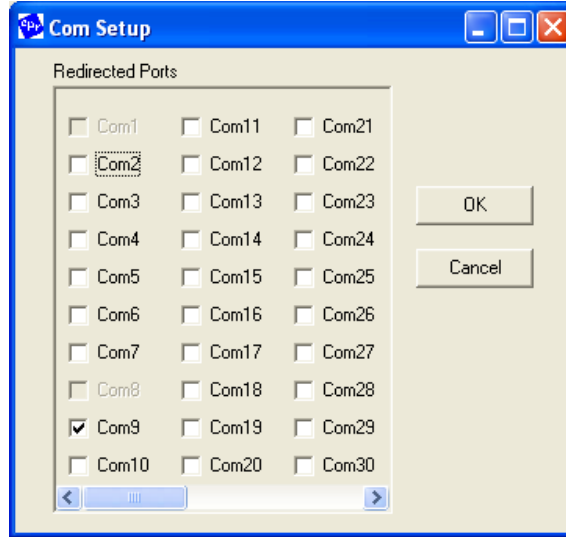 CPR Com Setup
Redirected Ports
Com1 Com11 Com21
Com2 Com12 Com22
Com3 Com13 Com23
OK
Com4 Com14 Com24
Com5 Com15 Com25
Cancel
Com6 Com16 Com26
Com7 Com17 Com27
Com8 Com18 Com28
Com9 Com19 Com29
Com10 Com20 Com30